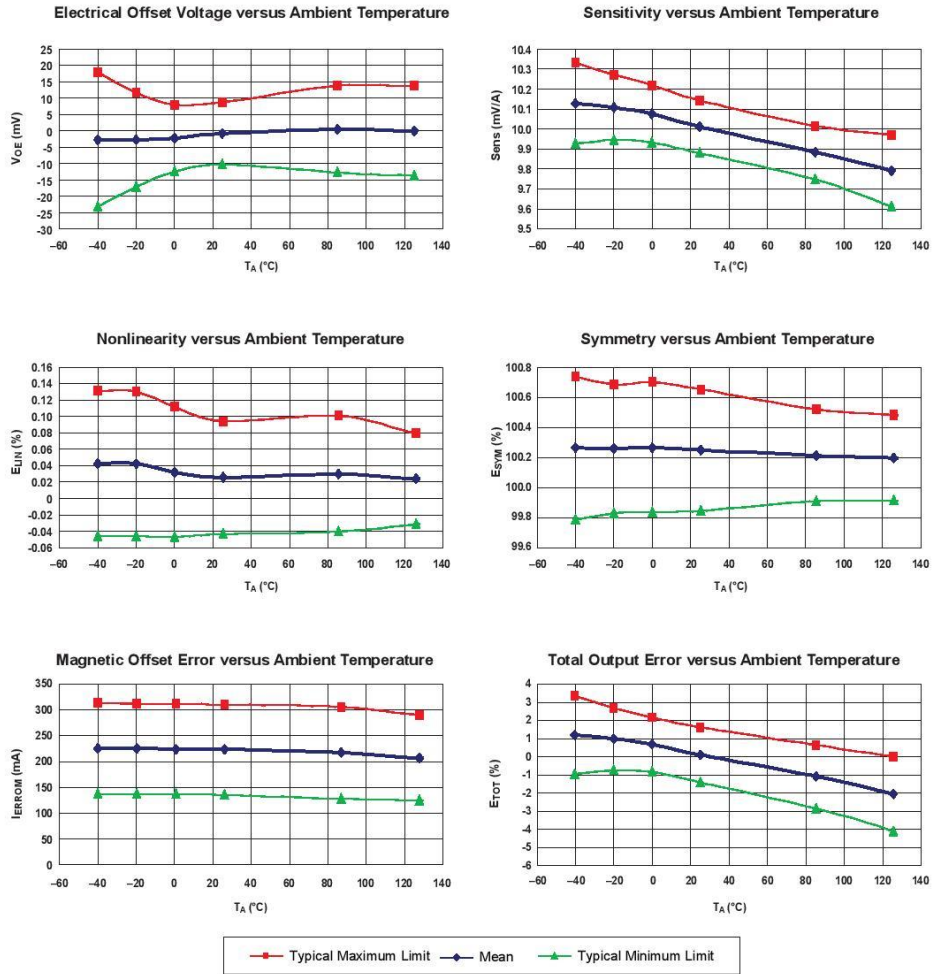 Electrical Offset Voltage versus Ambient Temperature
25
20
15
10
5
0
–5
–10
–15
–20
–25
–30
VOE (mV)
–60 –40 –20 0 20 40 60 80 100 120 140
TA (°C)
Sensitivity versus Ambient Temperature
10.4
10.3
10.2
10.1
10.0
9.9
9.8
9.7
9.6
9.5
Sens (mV/A)
–60 –40 –20 0 20 40 60 80 100 120 140
TA (°C)
Nonlinearity versus Ambient Temperature
0.16
0.14
0.12
0.10
0.08
0.06
0.04
0.02
0
–0.02
–0.04
–0.06
ELIN (%)
–60 –40 –20 0 20 40 60 80 100 120 140
TA (°C)
Symmetry versus Ambient Temperature
100.8
100.6
100.4
100.2
100.0
99.8
99.6
ESYM (%)
–60 –40 –20 0 20 40 60 80 100 120 140
TA (°C)
Magnetic Offset Error versus Ambient Temperature
350
300
250
200
150
100
50
0
IERROM (mA)
–60 –40 –20 0 20 40 60 80 100 120 140
TA (°C)
Total Output Error versus Ambient Temperature
4
3
2
1
0
–1
–2
–3
–4
–5
–6
ETOT (%)
–60 –40 –20 0 20 40 60 80 100 120 140
TA (°C)
Typical Maximum Limit Mean Typical Minimum Limit